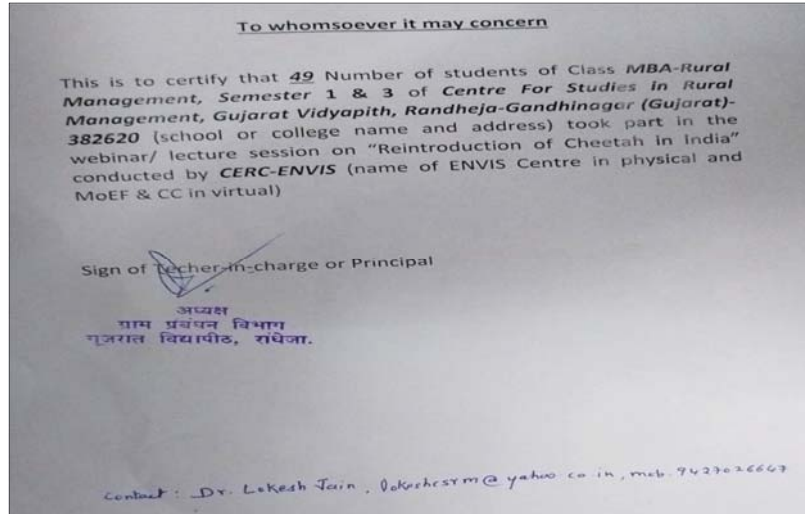 To whomsoever it may concern
This is to certify that 49 Number of students of Class MBA-Rural
Management, Semester 1 & 3 of Centre For Studies in Rural
Management, Gujarat Vidyapith, Randheja-Gandhinagar (Gujarat)-
382620 (school or college name and address) took part in the
webinar/ lecture session on "Reintroduction of Cheetah in India"
conducted by CERC-ENVIS (name of ENVIS Centre in physical and
MoEF & CC in virtual)
Sign of Techer-in-charge or Principal
अध्यक्ष
ग्राम प्रबंधन विभाग
गूजरात विद्यापीठ, रांधेजा.
Contact: Dr. Lokesh Jain, lokeshcsrm@yahoo.co.in, mob. 9427026647